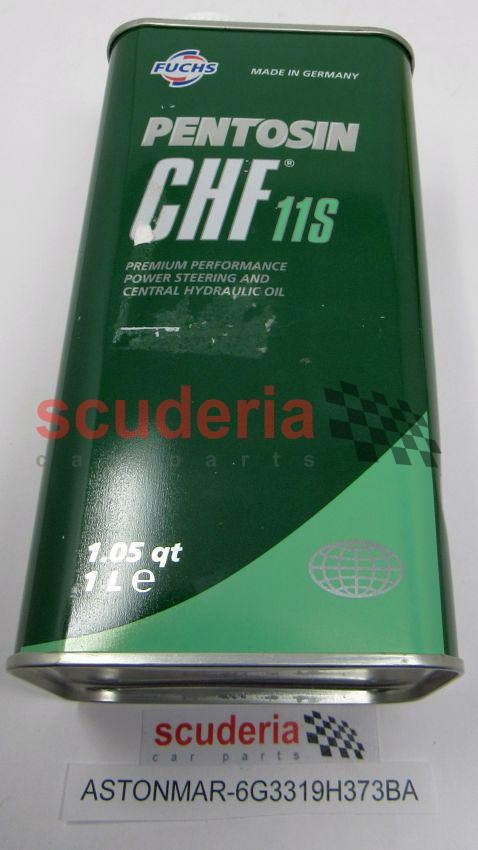 FUCHS
MADE IN GERMANY
PENTOSIN
CHF® 11S
PREMIUM PERFORMANCE
POWER STEERING AND
CENTRAL HYDRAULIC OIL
scuderia
car parts
1.05 qt
1 L ℮
scuderia
car parts
ASTONMAR-6G3319H373BA